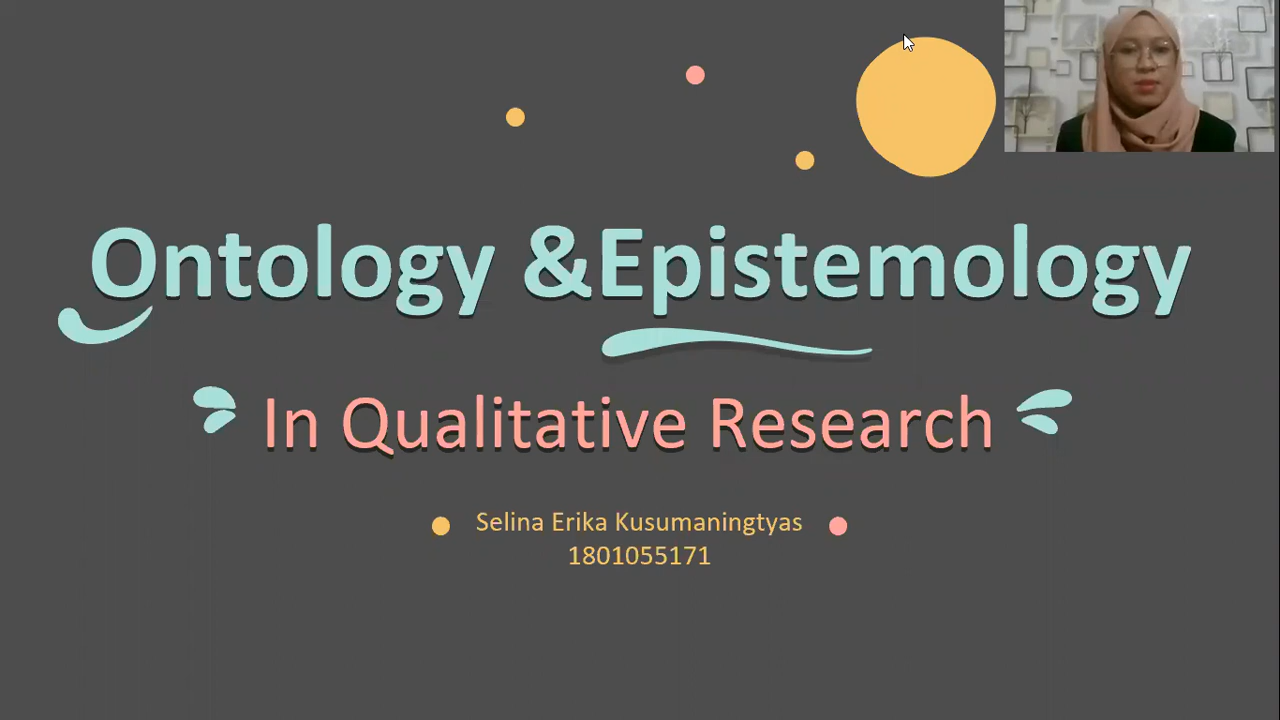 Ontology &Epistemology
In Qualitative Research
Selina Erika Kusumaningtyas
1801055171